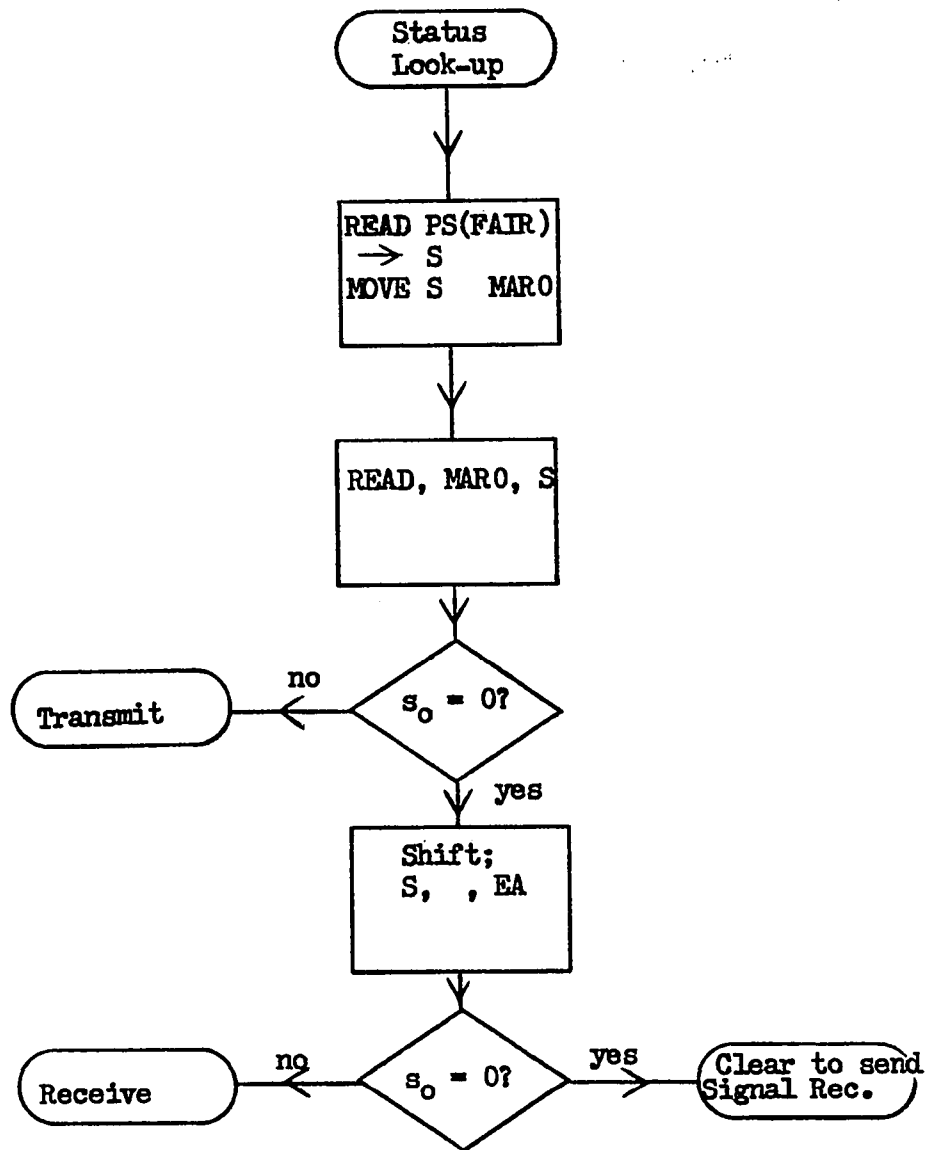 Status
Look-up
READ PS(FAIR)
→ S
MOVE S MAR0
READ, MAR0, S
s₀ = 0?
no
Transmit
yes
Shift;
S, , EA
s₀ = 0?
no
Receive
yes
Clear to send
Signal Rec.